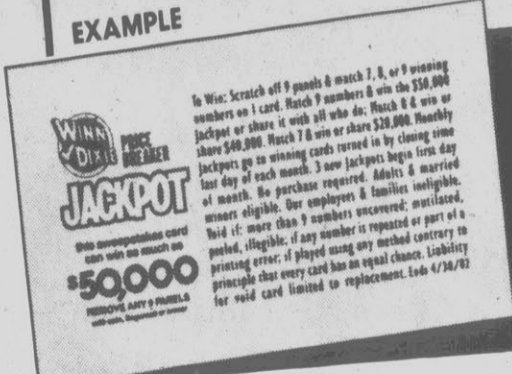 EXAMPLE
WINN
DIXIE
PRICE
BREAKER
JACKPOT
this sweepstakes card
can win as much as
$50,000
REMOVE ANY 9 PANELS
with coin, fingernail or
To Win: Scratch off 9 panels & match 7, 8, or 9 winning
numbers on 1 card. Match 9 numbers & win the $50,000
Jackpot or share it with all who do; Match 8 & win or
share $40,000. Match 7 & win or share $20,000. Monthly
Jackpots go to winning cards turned in by closing time
last day of each month. 3 new Jackpots begin first day
of month. No purchase required. Adults & married
minors eligible. Our employees & families ineligible.
Void if: more than 9 numbers uncovered; mutilated,
peeled, illegible; if any number is repeated or part of a
printing error; if played using any method contrary to
principle that every card has an equal chance. Liability
for void card limited to replacement. Ends 4/30/82